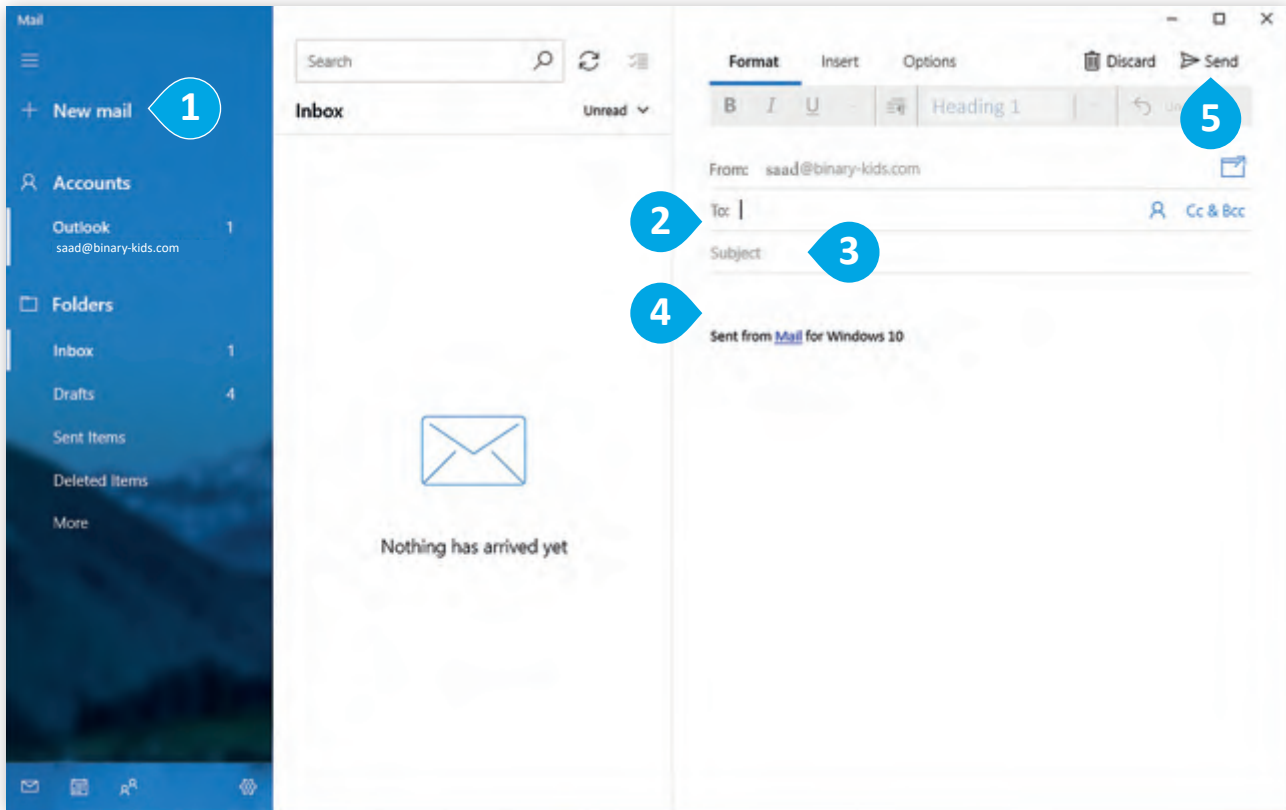 Mail
New mail
1
Accounts
Outlook 1
saad@binary-kids.com
Folders
Inbox 1
Drafts 4
Sent Items
Deleted Items
More
Search
Inbox Unread
Nothing has arrived yet
Format Insert Options Discard Send
5
B I U Heading 1
From: saad@binary-kids.com
2
To: Cc & Bcc
Subject
3
4
Sent from Mail for Windows 10